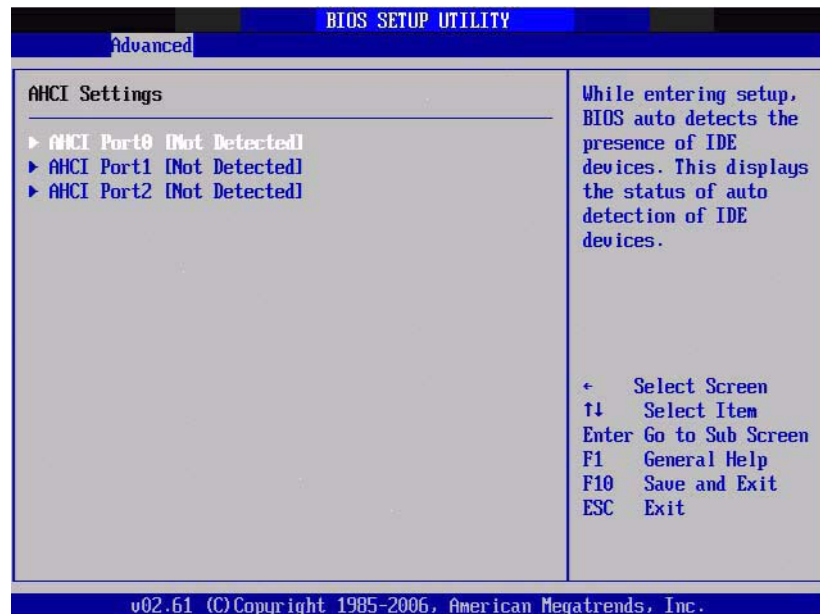 BIOS SETUP UTILITY
Advanced
AHCI Settings
▶ AHCI Port0 [Not Detected]
▶ AHCI Port1 [Not Detected]
▶ AHCI Port2 [Not Detected]
While entering setup,
BIOS auto detects the
presence of IDE
devices. This displays
the status of auto
detection of IDE
devices.
← Select Screen
↑↓ Select Item
Enter Go to Sub Screen
F1 General Help
F10 Save and Exit
ESC Exit
v02.61 (C)Copyright 1985-2006, American Megatrends, Inc.